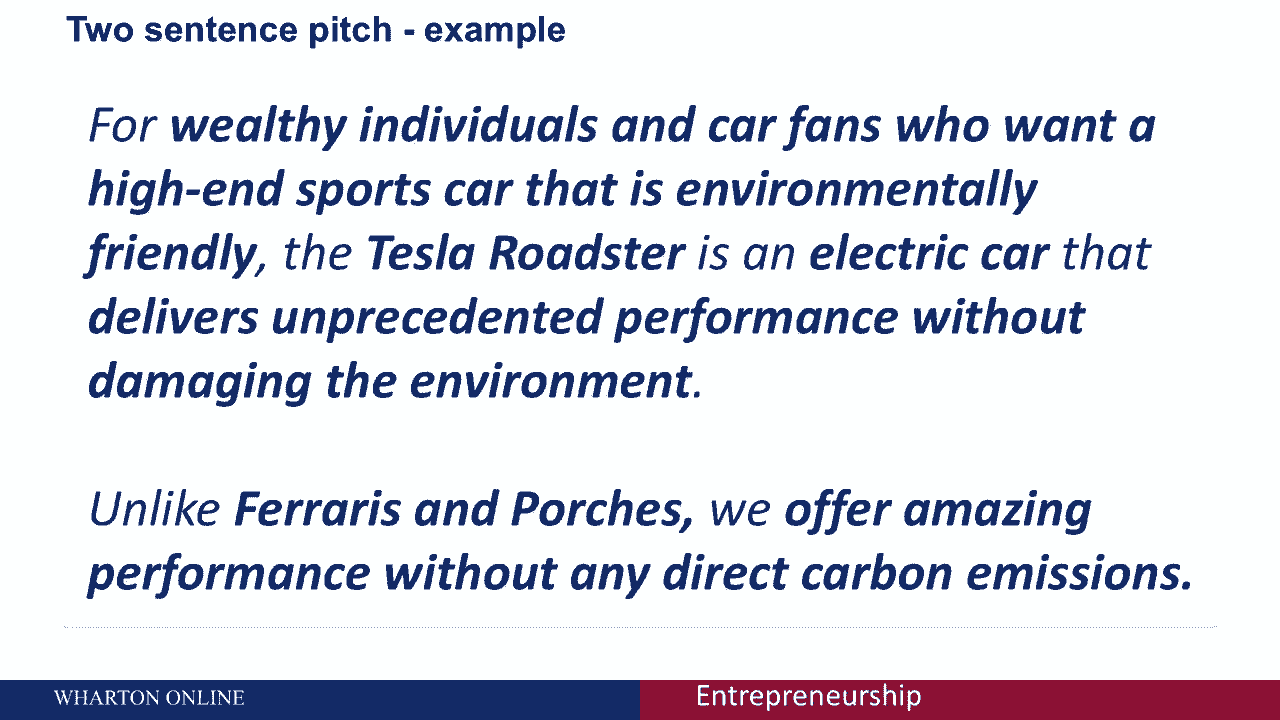 Two sentence pitch - example
For wealthy individuals and car fans who want a
high-end sports car that is environmentally
friendly, the Tesla Roadster is an electric car that
delivers unprecedented performance without
damaging the environment.
Unlike Ferraris and Porches, we offer amazing
performance without any direct carbon emissions.
WHARTON ONLINE
Entrepreneurship